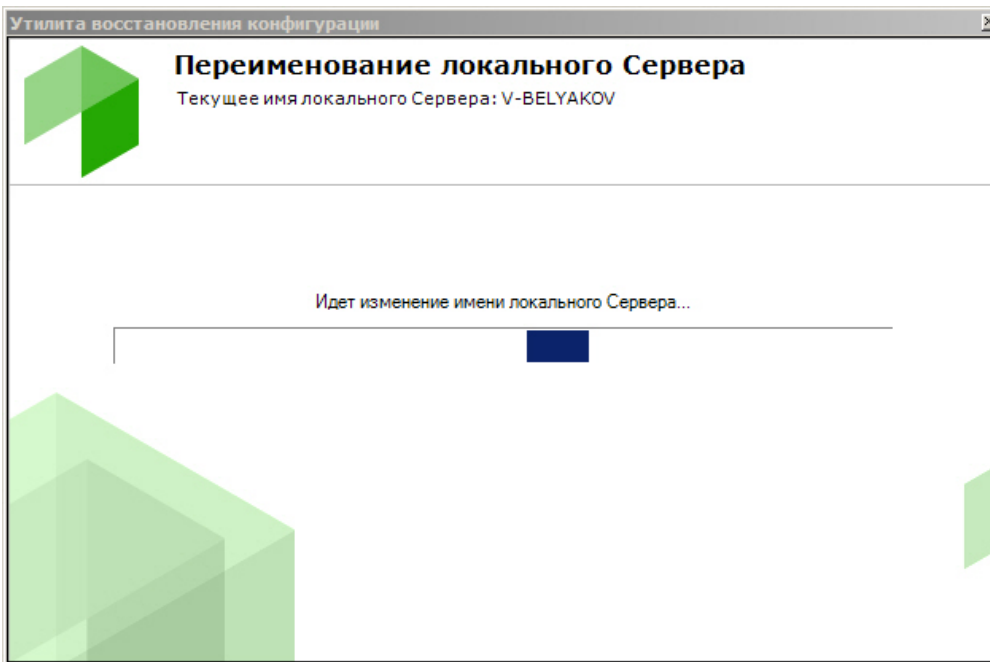 Утилита восстановления конфигурации
Переименование локального Сервера
Текущее имя локального Сервера: V-BELYAKOV
Идет изменение имени локального Сервера...